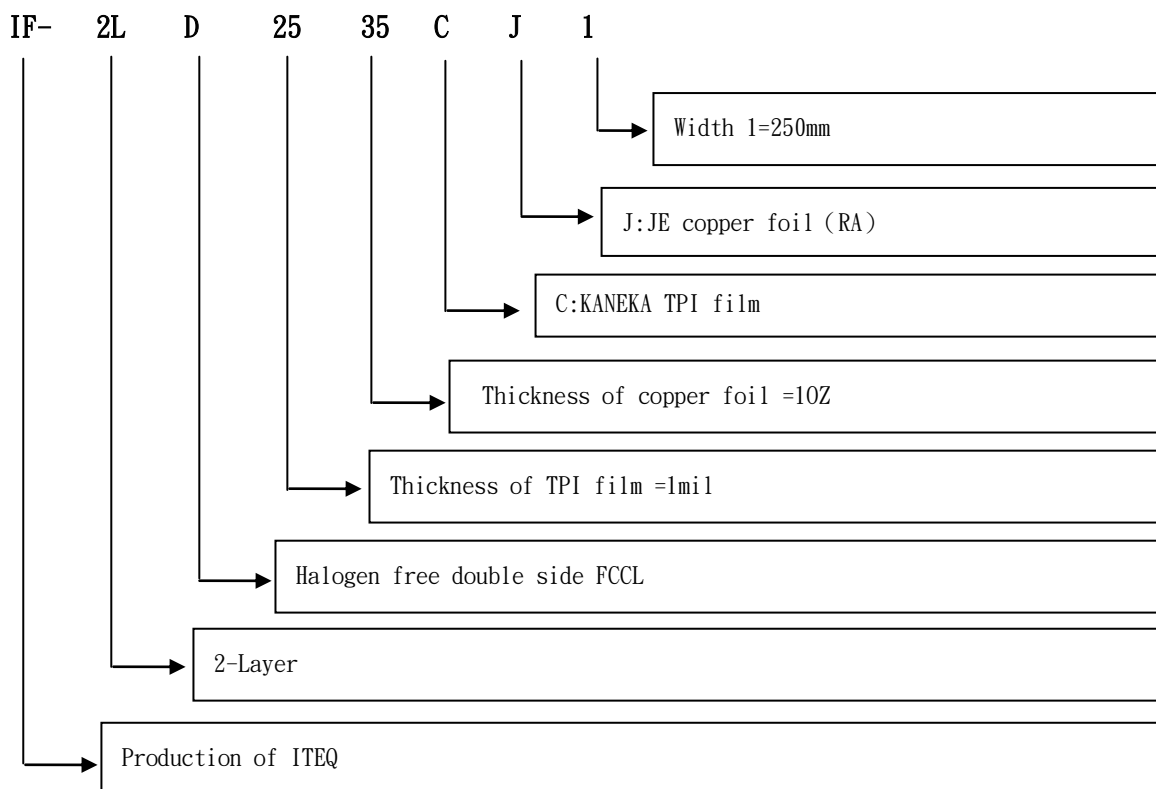 IF- 2L D 25 35 C J 1
Width 1=250mm
J:JE copper foil（RA）
C:KANEKA TPI film
Thickness of copper foil =1OZ
Thickness of TPI film =1mil
Halogen free double side FCCL
2-Layer
Production of ITEQ